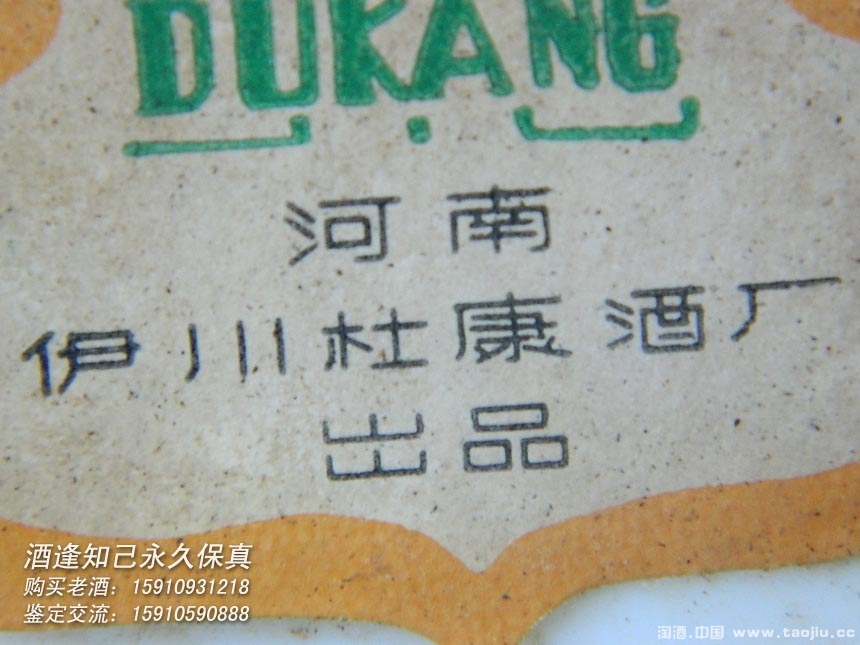 DUKANG
河南
伊川杜康酒厂
出品
酒逢知己永久保真
购买老酒：15910931218
鉴定交流：15910590888
淘酒.中国 www.taojiu.cc